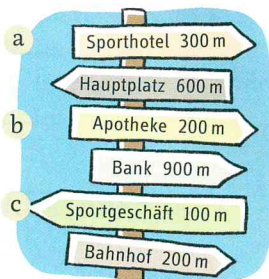 a Sporthotel 300 m
Hauptplatz 600 m
b Apotheke 200 m
Bank 900 m
c Sportgeschäft 100 m
Bahnhof 200 m